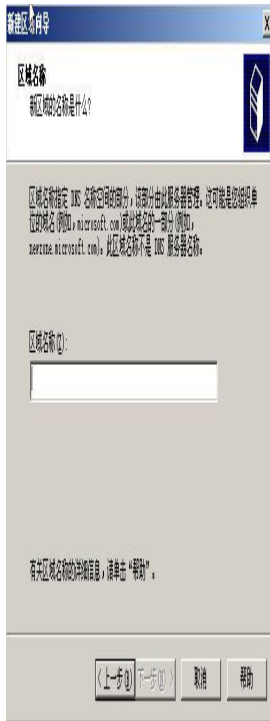 新建区域向导
区域名称
新区域的名称是什么?
区域名称指定 DNS 名称空间的部分，该部分由此服务器管理。这可能是您组织单
位的域名(例如，microsoft.com)或此域名的一部分(例如，
newzone.microsoft.com)。此区域名称不是 DNS 服务器名称。
区域名称(Z):
有关区域名称的详细信息，请单击“帮助”。
<上一步(B) 下一步(N)> 取消 帮助